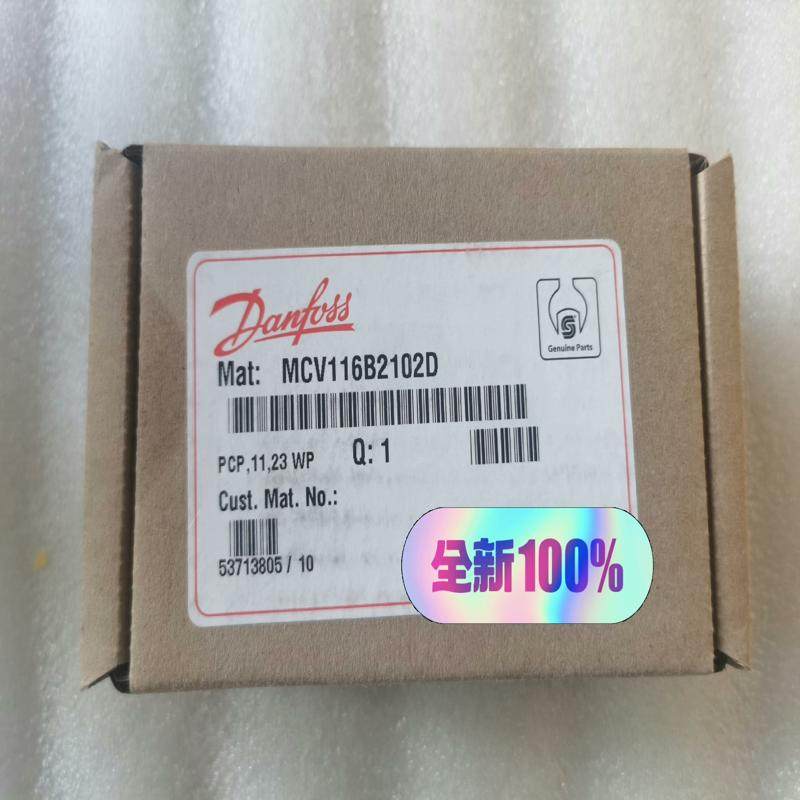 Danfoss
Genuine Parts
Mat: MCV116B2102D
PCP,11,23 WP Q: 1
Cust. Mat. No.:
53713805 / 10
全新100%